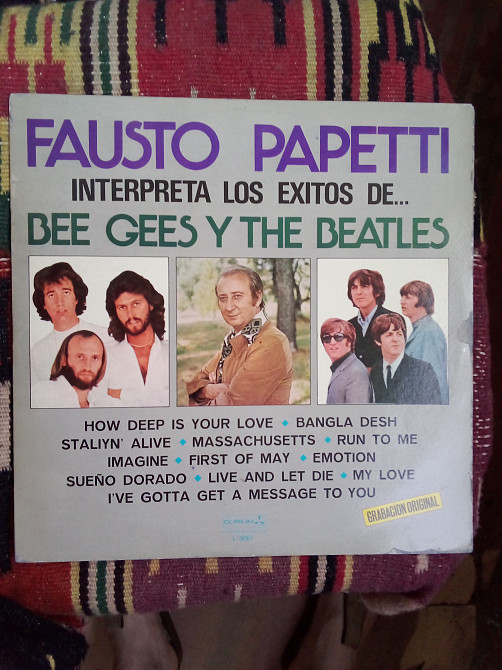 FAUSTO PAPETTI
INTERPRETA LOS EXITOS DE...
BEE GEES Y THE BEATLES
HOW DEEP IS YOUR LOVE ◆ BANGLA DESH
STALIYN' ALIVE ◆ MASSACHUSETTS ◆ RUN TO ME
IMAGINE ◆ FIRST OF MAY ◆ EMOTION
SUEÑO DORADO ◆ LIVE AND LET DIE ◆ MY LOVE
I'VE GOTTA GET A MESSAGE TO YOU
GRABACION ORIGINAL
DURIUM